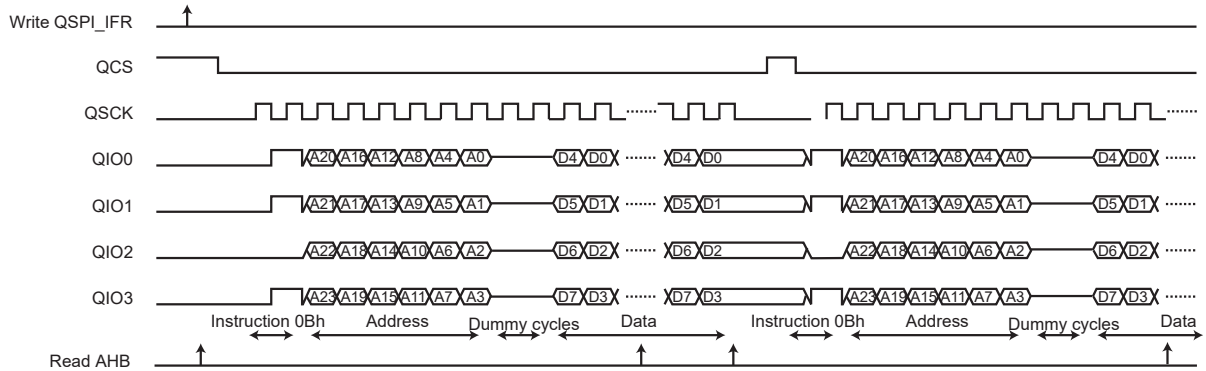 Write QSPI_IFR
QCS
QSCK
QIO0 A20 A16 A12 A8 A4 A0 D4 D0 D4 D0 A20 A16 A12 A8 A4 A0 D4 D0
QIO1 A21 A17 A13 A9 A5 A1 D5 D1 D5 D1 A21 A17 A13 A9 A5 A1 D5 D1
QIO2 A22 A18 A14 A10 A6 A2 D6 D2 D6 D2 A22 A18 A14 A10 A6 A2 D6 D2
QIO3 A23 A19 A15 A11 A7 A3 D7 D3 D7 D3 A23 A19 A15 A11 A7 A3 D7 D3
Instruction 0Bh Address Dummy cycles Data Instruction 0Bh Address Dummy cycles Data
Read AHB